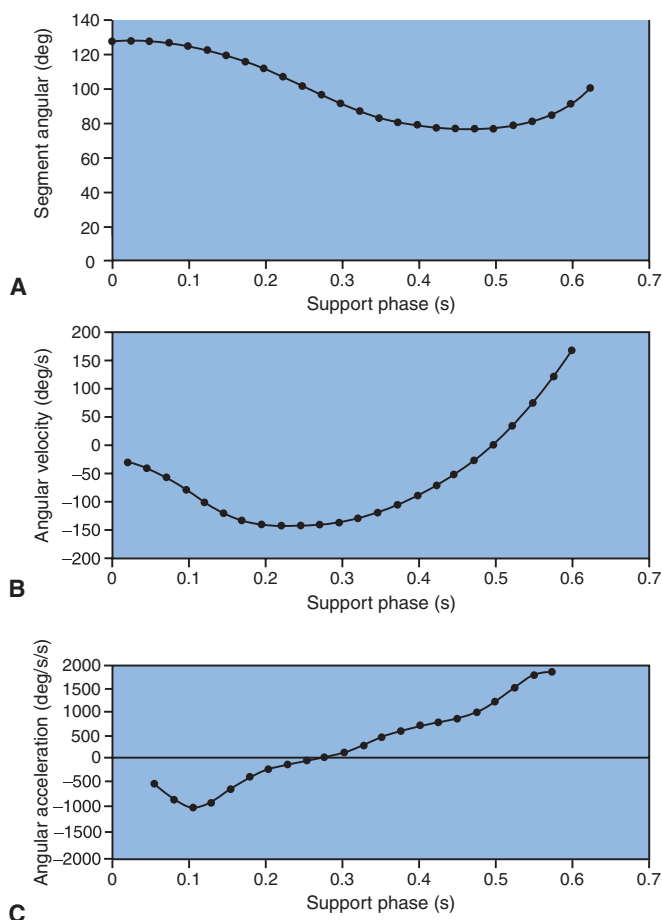 140
120
100
80
60
40
20
0
Segment angular (deg)
0 0.1 0.2 0.3 0.4 0.5 0.6 0.7
Support phase (s)
A
200
150
100
50
0
–50
–100
–150
–200
Angular velocity (deg/s)
0 0.1 0.2 0.3 0.4 0.5 0.6 0.7
Support phase (s)
B
2000
1500
1000
500
0
–500
–1000
–1500
–2000
Angular acceleration (deg/s/s)
0 0.1 0.2 0.3 0.4 0.5 0.6 0.7
Support phase (s)
C